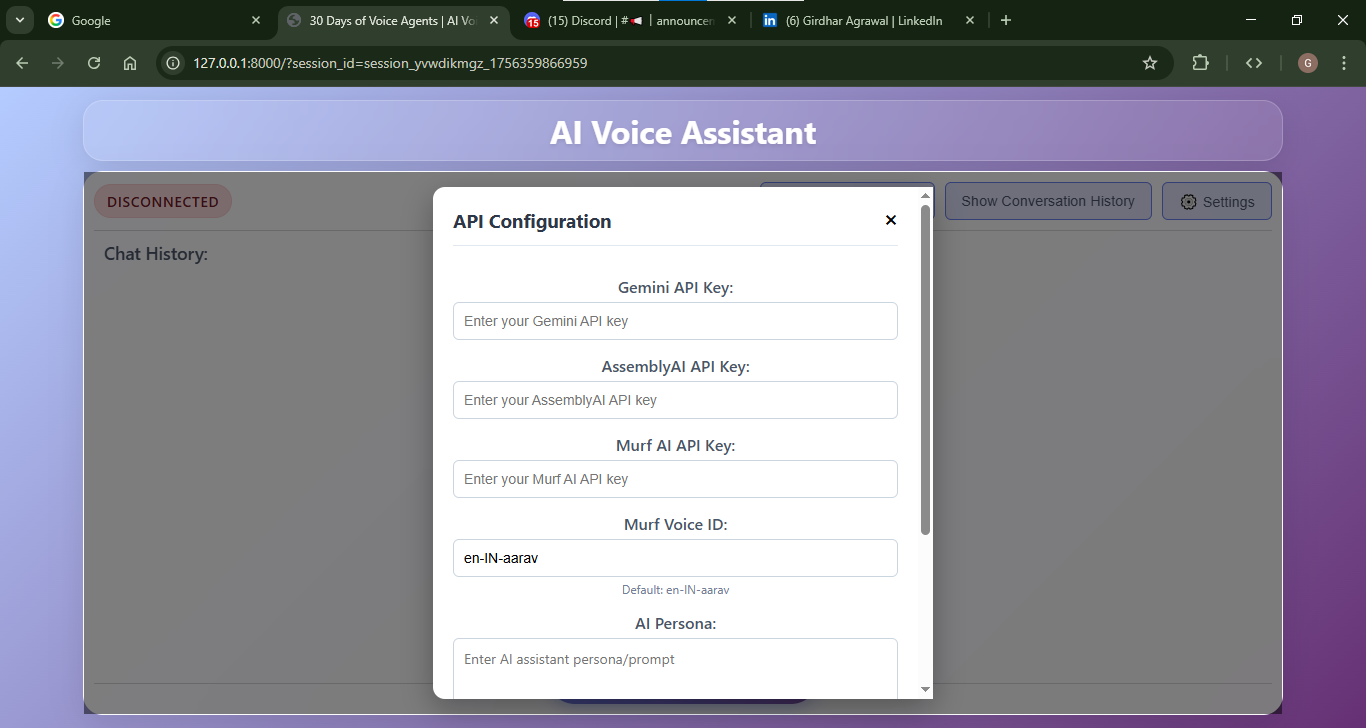 Google
30 Days of Voice Agents | AI Vo
15
(15) Discord | #📢 | announcen
in
(6) Girdhar Agrawal | LinkedIn
127.0.0.1:8000/?session_id=session_yvwdikmgz_1756359866959
G
AI Voice Assistant
DISCONNECTED
Show Conversation History
Settings
Chat History:
API Configuration
Gemini API Key:
Enter your Gemini API key
AssemblyAI API Key:
Enter your AssemblyAI API key
Murf AI API Key:
Enter your Murf AI API key
Murf Voice ID:
en-IN-aarav
Default: en-IN-aarav
AI Persona:
Enter AI assistant persona/prompt